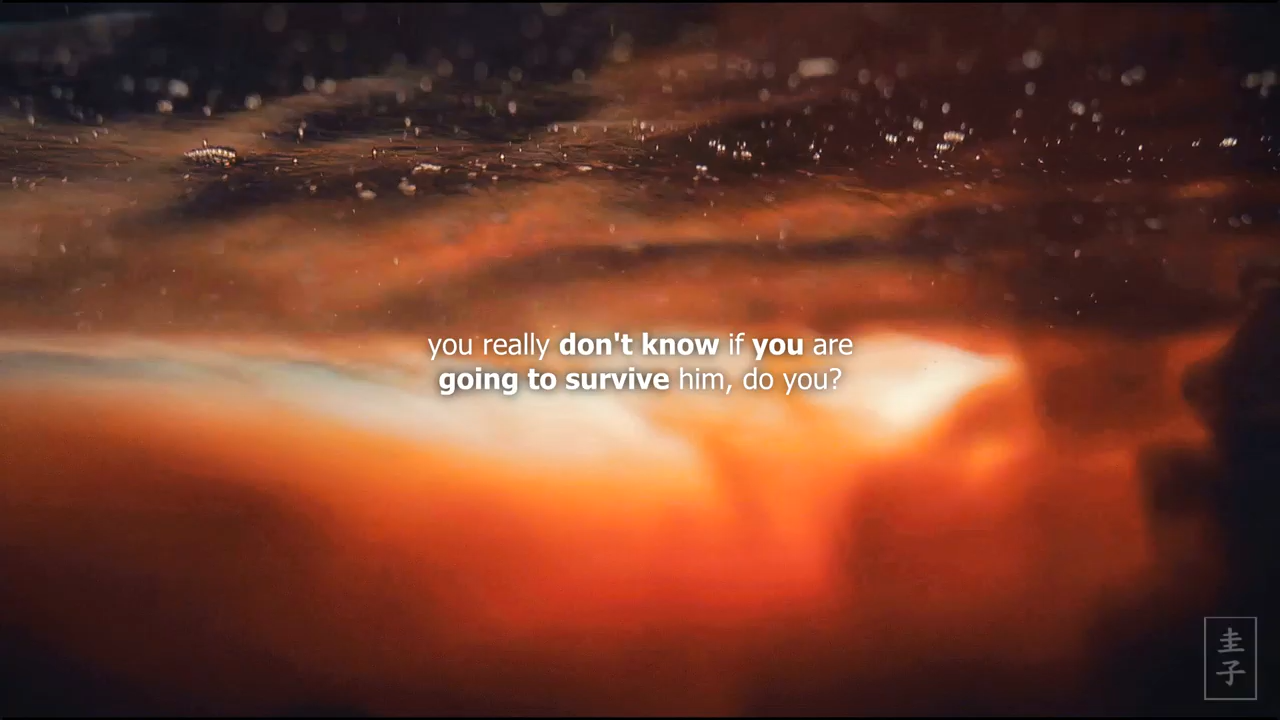 you really don't know if you are
going to survive him, do you?
圭
子